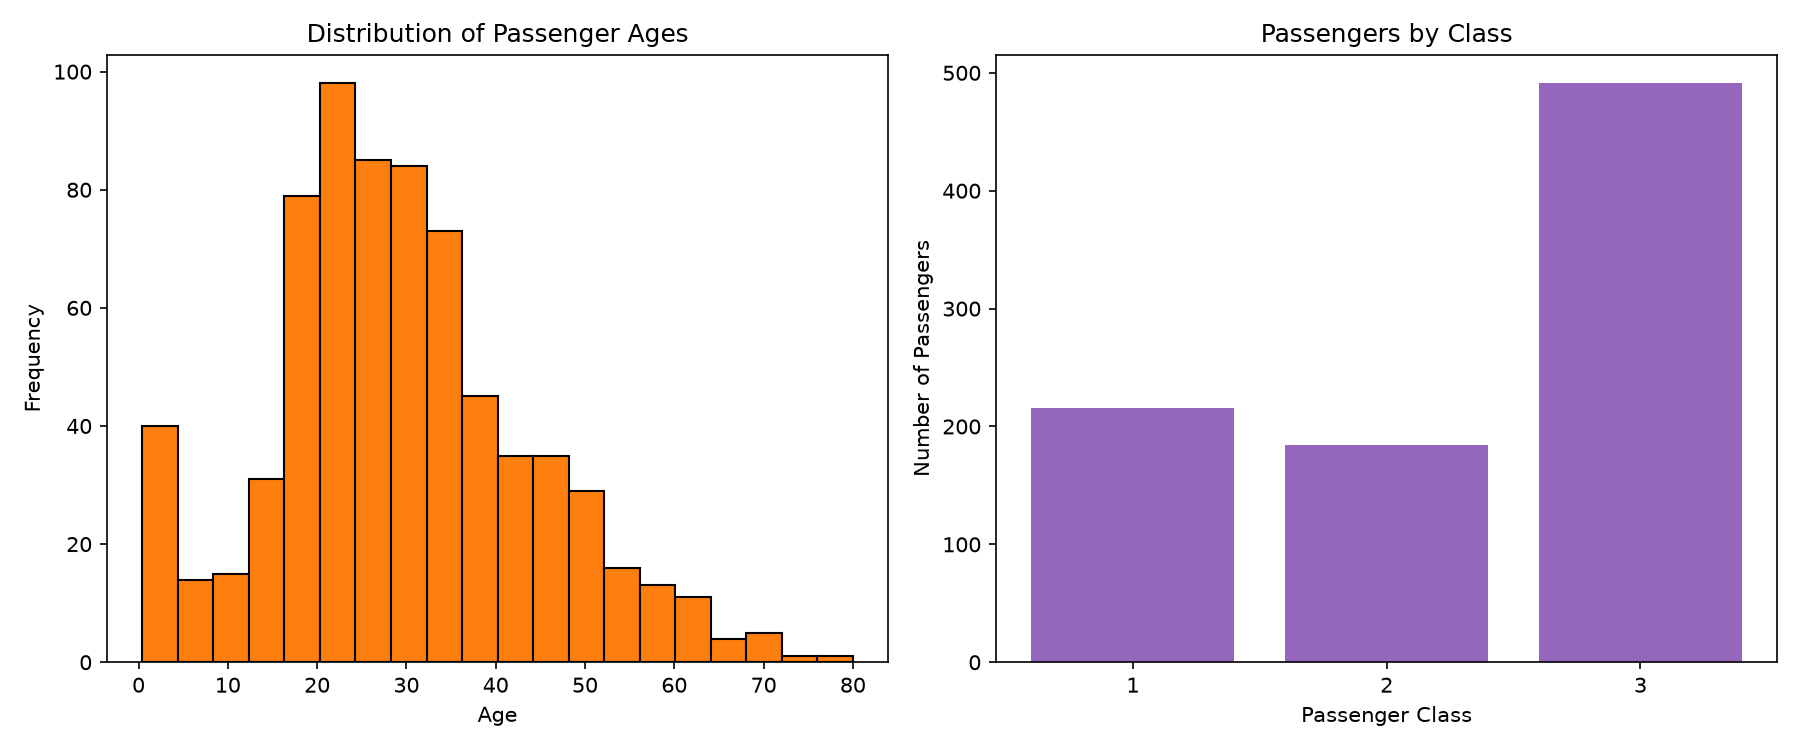 Distribution of Passenger Ages
100
80
60
40
20
0
Frequency
0 10 20 30 40 50 60 70 80
Age
Passengers by Class
500
400
300
200
100
0
Number of Passengers
1 2 3
Passenger Class